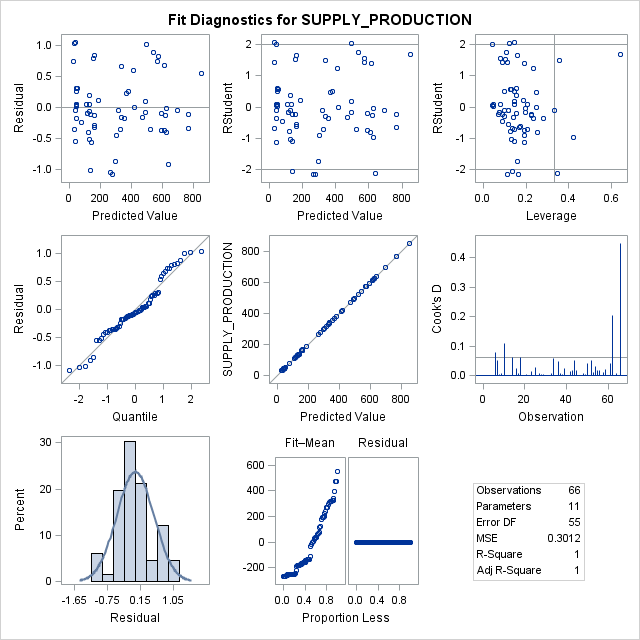 Fit Diagnostics for SUPPLY_PRODUCTION
1.0
0.5
0.0
-0.5
-1.0
Residual
0 200 400 600 800
Predicted Value
2
1
0
-1
-2
RStudent
0 200 400 600 800
Predicted Value
2
1
0
-1
-2
RStudent
0.0 0.2 0.4 0.6
Leverage
1.0
0.5
0.0
-0.5
-1.0
Residual
-2 -1 0 1 2
Quantile
800
600
400
200
0
SUPPLY_PRODUCTION
0 200 400 600 800
Predicted Value
0.4
0.3
0.2
0.1
0.0
Cook's D
0 20 40 60
Observation
30
20
10
0
Percent
-1.65 -0.75 0.15 1.05
Residual
Fit–Mean Residual
600
400
200
0
-200
0.0 0.4 0.8 0.0 0.4 0.8
Proportion Less
Observations 66
Parameters 11
Error DF 55
MSE 0.3012
R-Square 1
Adj R-Square 1